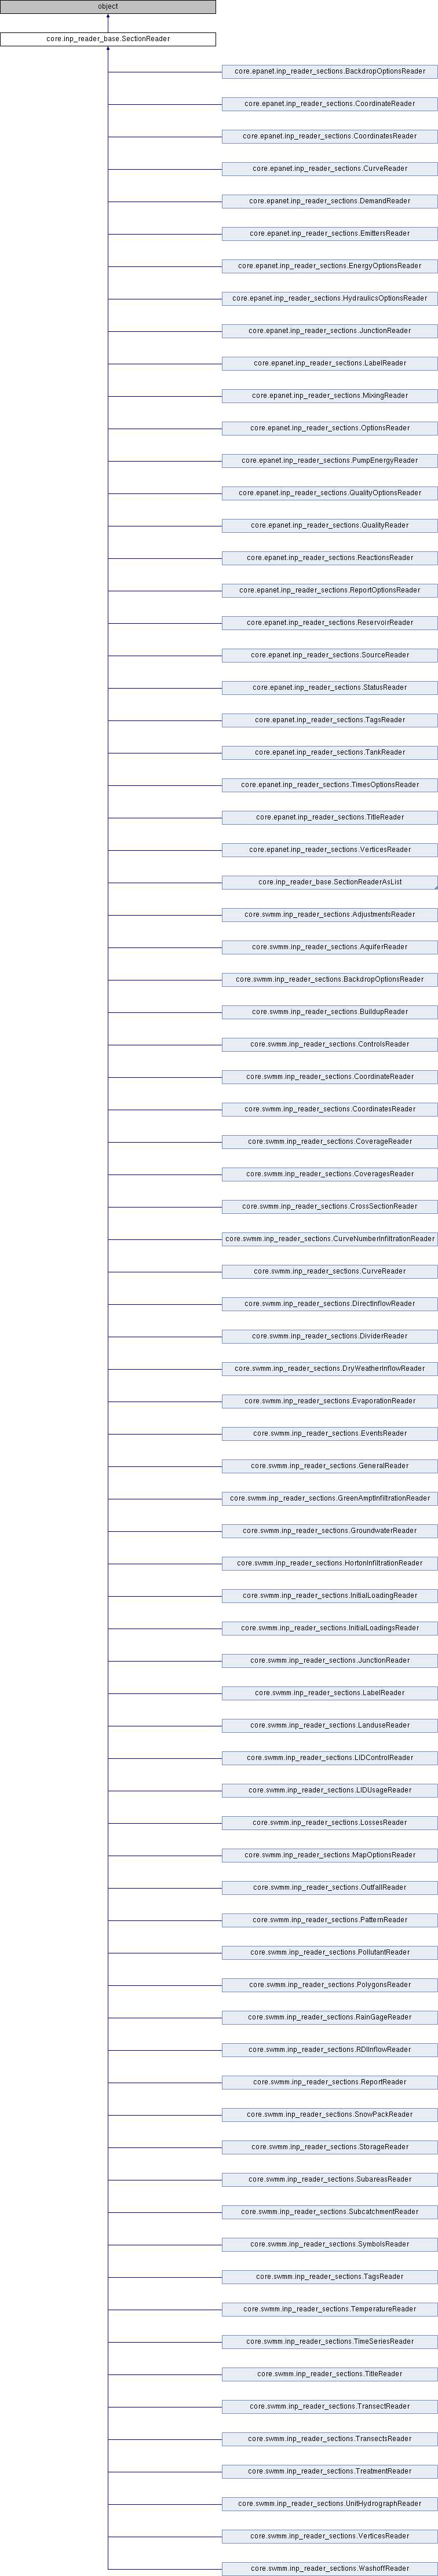 object
core.inp_reader_base.SectionReader
core.epanet.inp_reader_sections.BackdropOptionsReader
core.epanet.inp_reader_sections.CoordinateReader
core.epanet.inp_reader_sections.CoordinatesReader
core.epanet.inp_reader_sections.CurveReader
core.epanet.inp_reader_sections.DemandReader
core.epanet.inp_reader_sections.EmittersReader
core.epanet.inp_reader_sections.EnergyOptionsReader
core.epanet.inp_reader_sections.HydraulicsOptionsReader
core.epanet.inp_reader_sections.JunctionReader
core.epanet.inp_reader_sections.LabelReader
core.epanet.inp_reader_sections.MixingReader
core.epanet.inp_reader_sections.OptionsReader
core.epanet.inp_reader_sections.PumpEnergyReader
core.epanet.inp_reader_sections.QualityOptionsReader
core.epanet.inp_reader_sections.QualityReader
core.epanet.inp_reader_sections.ReactionsReader
core.epanet.inp_reader_sections.ReportOptionsReader
core.epanet.inp_reader_sections.ReservoirReader
core.epanet.inp_reader_sections.SourceReader
core.epanet.inp_reader_sections.StatusReader
core.epanet.inp_reader_sections.TagsReader
core.epanet.inp_reader_sections.TankReader
core.epanet.inp_reader_sections.TimesOptionsReader
core.epanet.inp_reader_sections.TitleReader
core.epanet.inp_reader_sections.VerticesReader
core.inp_reader_base.SectionReaderAsList
core.swmm.inp_reader_sections.AdjustmentsReader
core.swmm.inp_reader_sections.AquiferReader
core.swmm.inp_reader_sections.BackdropOptionsReader
core.swmm.inp_reader_sections.BuildupReader
core.swmm.inp_reader_sections.ControlsReader
core.swmm.inp_reader_sections.CoordinateReader
core.swmm.inp_reader_sections.CoordinatesReader
core.swmm.inp_reader_sections.CoverageReader
core.swmm.inp_reader_sections.CoveragesReader
core.swmm.inp_reader_sections.CrossSectionReader
core.swmm.inp_reader_sections.CurveNumberInfiltrationReader
core.swmm.inp_reader_sections.CurveReader
core.swmm.inp_reader_sections.DirectInflowReader
core.swmm.inp_reader_sections.DividerReader
core.swmm.inp_reader_sections.DryWeatherInflowReader
core.swmm.inp_reader_sections.EvaporationReader
core.swmm.inp_reader_sections.EventsReader
core.swmm.inp_reader_sections.GeneralReader
core.swmm.inp_reader_sections.GreenAmptInfiltrationReader
core.swmm.inp_reader_sections.GroundwaterReader
core.swmm.inp_reader_sections.HortonInfiltrationReader
core.swmm.inp_reader_sections.InitialLoadingReader
core.swmm.inp_reader_sections.InitialLoadingsReader
core.swmm.inp_reader_sections.JunctionReader
core.swmm.inp_reader_sections.LabelReader
core.swmm.inp_reader_sections.LanduseReader
core.swmm.inp_reader_sections.LIDControlReader
core.swmm.inp_reader_sections.LIDUsageReader
core.swmm.inp_reader_sections.LossesReader
core.swmm.inp_reader_sections.MapOptionsReader
core.swmm.inp_reader_sections.OutfallReader
core.swmm.inp_reader_sections.PatternReader
core.swmm.inp_reader_sections.PollutantReader
core.swmm.inp_reader_sections.PolygonsReader
core.swmm.inp_reader_sections.RainGageReader
core.swmm.inp_reader_sections.RDIInflowReader
core.swmm.inp_reader_sections.ReportReader
core.swmm.inp_reader_sections.SnowPackReader
core.swmm.inp_reader_sections.StorageReader
core.swmm.inp_reader_sections.SubareasReader
core.swmm.inp_reader_sections.SubcatchmentReader
core.swmm.inp_reader_sections.SymbolsReader
core.swmm.inp_reader_sections.TagsReader
core.swmm.inp_reader_sections.TemperatureReader
core.swmm.inp_reader_sections.TimeSeriesReader
core.swmm.inp_reader_sections.TitleReader
core.swmm.inp_reader_sections.TransectReader
core.swmm.inp_reader_sections.TransectsReader
core.swmm.inp_reader_sections.TreatmentReader
core.swmm.inp_reader_sections.UnitHydrographReader
core.swmm.inp_reader_sections.VerticesReader
core.swmm.inp_reader_sections.WashoffReader